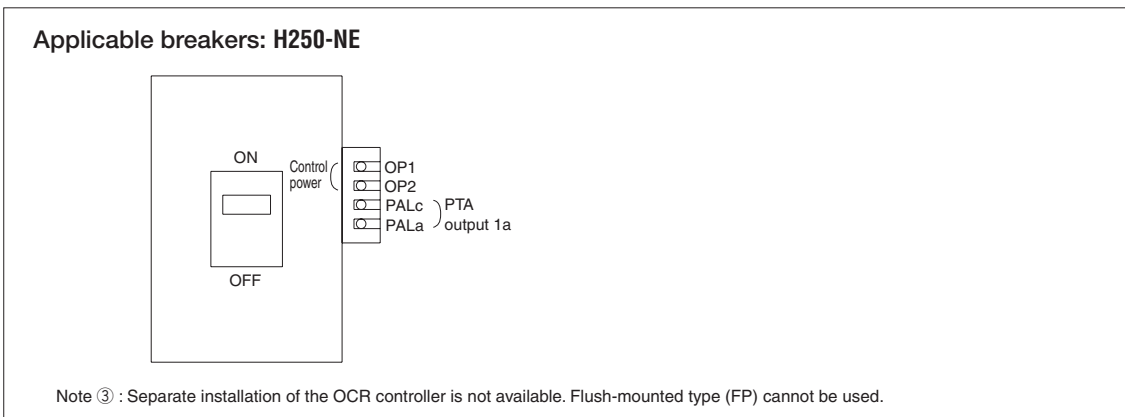 Applicable breakers: H250-NE
ON
Control
power
OP1
OP2
PALc
PTA
PALa
output 1a
OFF
Note ③ : Separate installation of the OCR controller is not available. Flush-mounted type (FP) cannot be used.